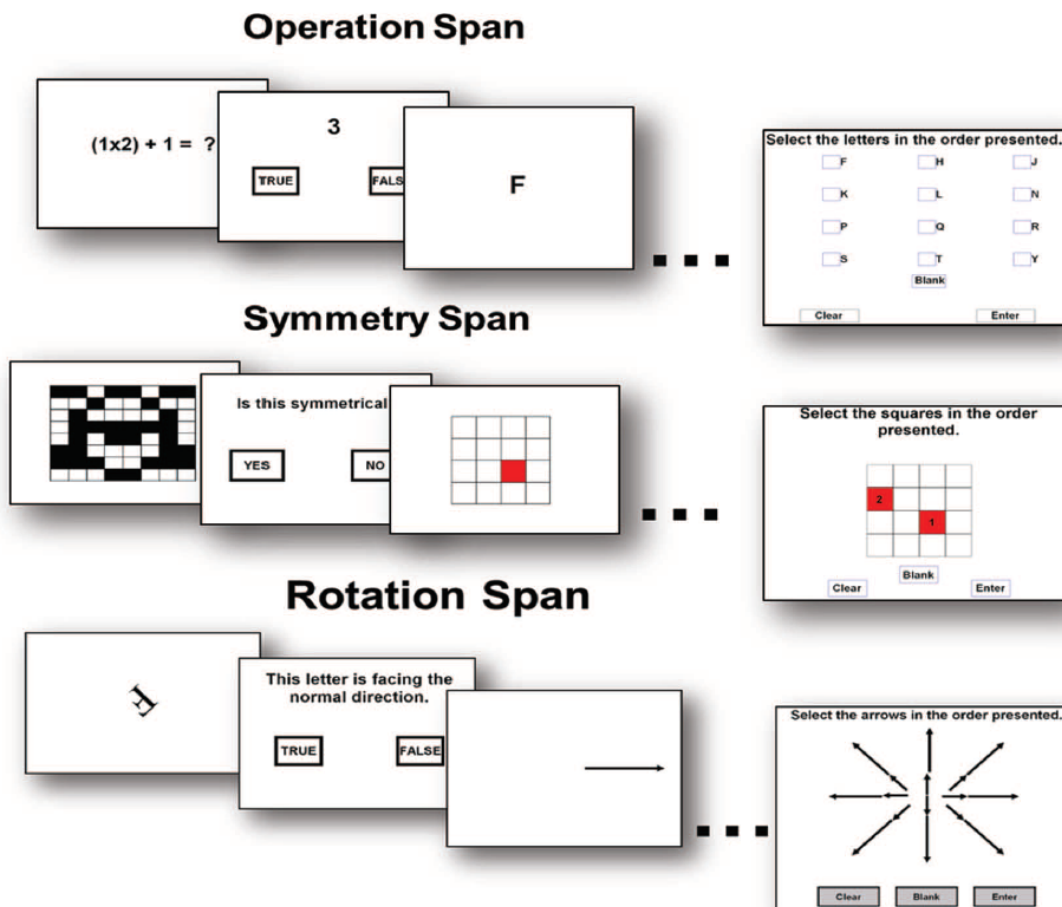 Operation Span
(1x2) + 1 = ?
3
TRUE
FALS
F
Select the letters in the order presented.
F H J
K L N
P Q R
S T Y
Blank
Clear Enter
Symmetry Span
Is this symmetrical
YES NO
Select the squares in the order
presented.
2
1
Blank
Clear Enter
Rotation Span
F
This letter is facing the
normal direction.
TRUE FALSE
Select the arrows in the order presented.
Clear Blank Enter